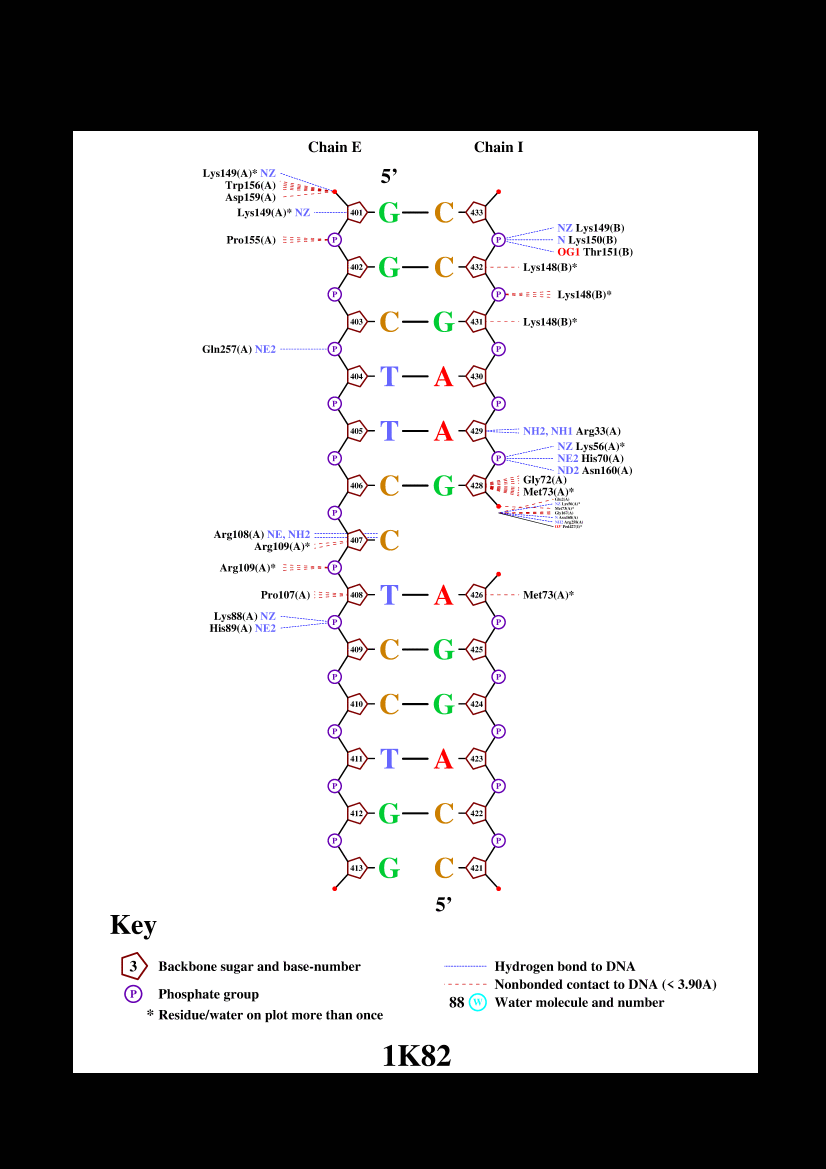 Chain E Chain I
5’
Lys149(A)* NZ
Trp156(A)
Asp159(A)
Lys149(A)* NZ 401 G C 433
NZ Lys149(B)
Pro155(A) P P N Lys150(B)
OG1 Thr151(B)
402 G C 432 Lys148(B)*
P P Lys148(B)*
403 C G 431 Lys148(B)*
Gln257(A) NE2 P P
404 T A 430
P P
405 T A 429 NH2, NH1 Arg33(A)
NZ Lys56(A)*
P P NE2 His70(A)
ND2 Asn160(A)
406 C G 428 Gly72(A)
Met73(A)*
P
Arg108(A) NE, NH2
407 C
Arg109(A)*
Arg109(A)* P
Pro107(A) 408 T A 426 Met73(A)*
Lys88(A) NZ
P P
His89(A) NE2
409 C G 425
P P
410 C G 424
P P
411 T A 423
P P
412 G C 422
P P
413 G C 421
5’
Key
3 Backbone sugar and base-number
P Phosphate group
* Residue/water on plot more than once
Hydrogen bond to DNA
Nonbonded contact to DNA (< 3.90A)
88 W Water molecule and number
1K82